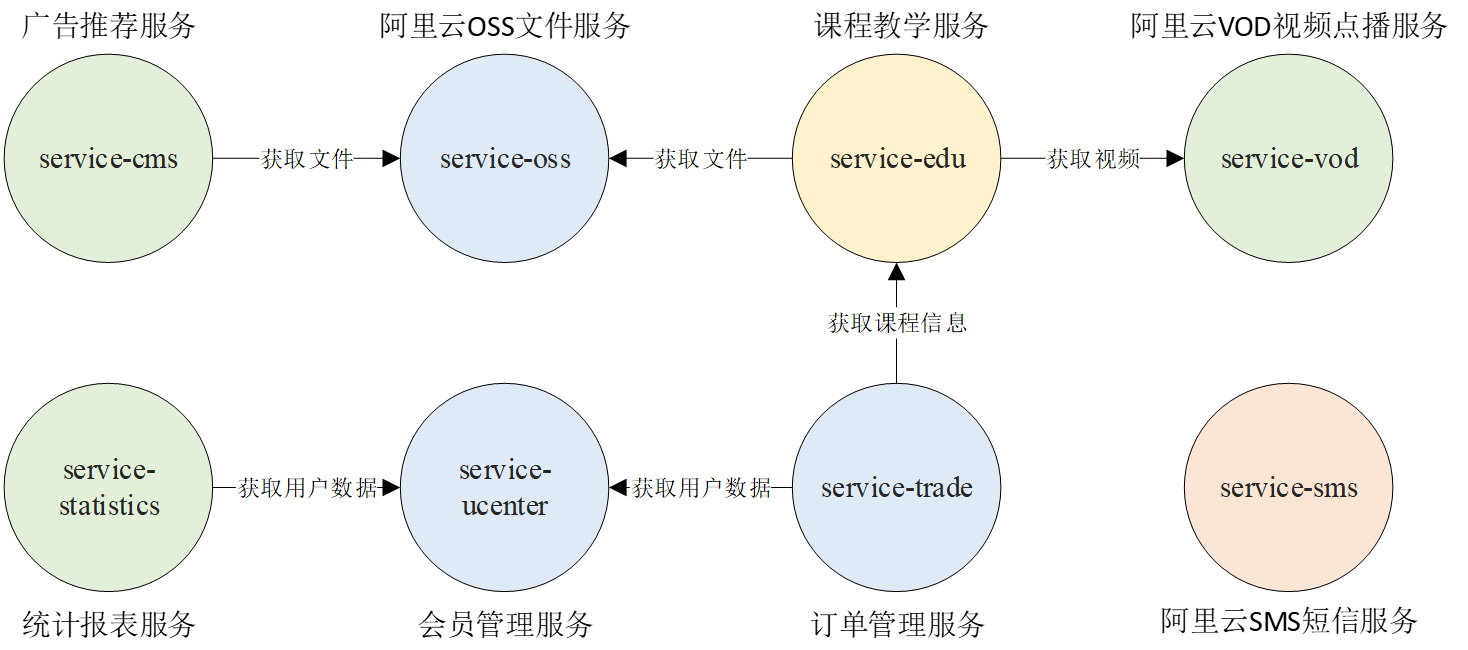 广告推荐服务
阿里云OSS文件服务
课程教学服务
阿里云VOD视频点播服务
service-cms
获取文件
service-oss
获取文件
service-edu
获取视频
service-vod
获取课程信息
service-
statistics
获取用户数据
service-
ucenter
获取用户数据
service-trade
service-sms
统计报表服务
会员管理服务
订单管理服务
阿里云SMS短信服务